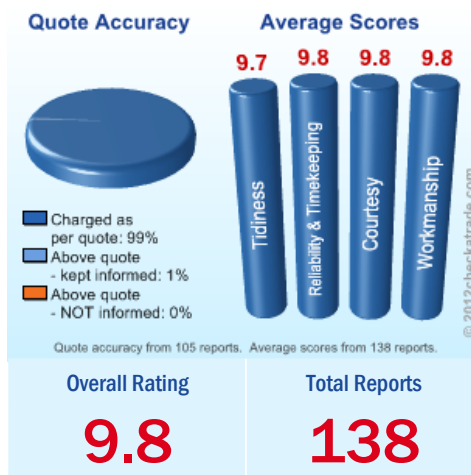 Quote Accuracy
Average Scores
9.7
9.8
9.8
9.8
Tidiness
Reliability & Timekeeping
Courtesy
Workmanship
Charged as
per quote: 99%
Above quote
- kept informed: 1%
Above quote
- NOT informed: 0%
© 2012checkatrade.com
Quote accuracy from 105 reports. Average scores from 138 reports.
Overall Rating
Total Reports
9.8
138